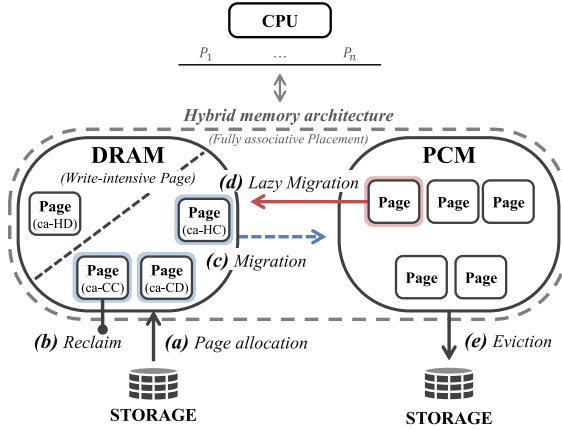 CPU
P1 ... Pn
Hybrid memory architecture
(Fully associative Placement)
DRAM
PCM
(Write-intensive Page)
(d) Lazy Migration
Page
(ca-HD)
Page
(ca-HC)
Page
Page
Page
(c) Migration
Page
(ca-CC)
Page
(ca-CD)
Page
Page
(b) Reclaim
(a) Page allocation
(e) Eviction
STORAGE
STORAGE